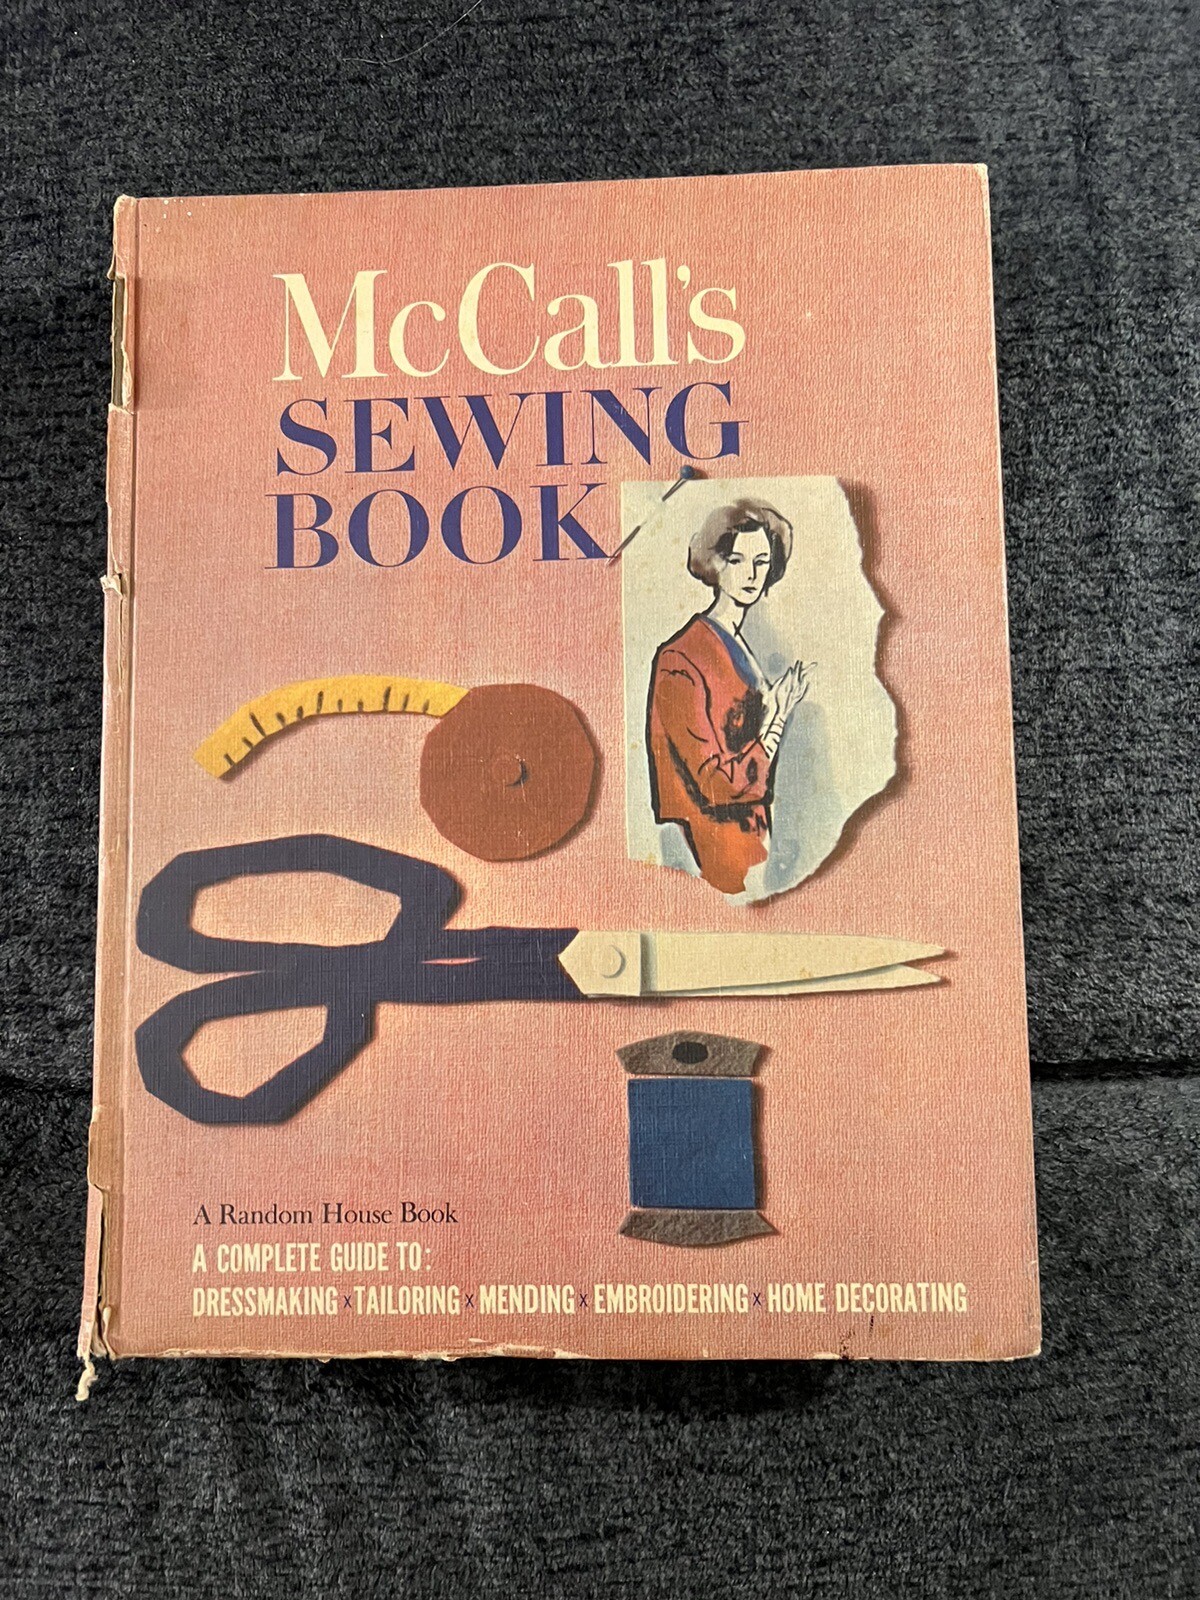 McCall's
SEWING
BOOK
A Random House Book
A COMPLETE GUIDE TO:
DRESSMAKING x TAILORING x MENDING x EMBROIDERING x HOME DECORATING